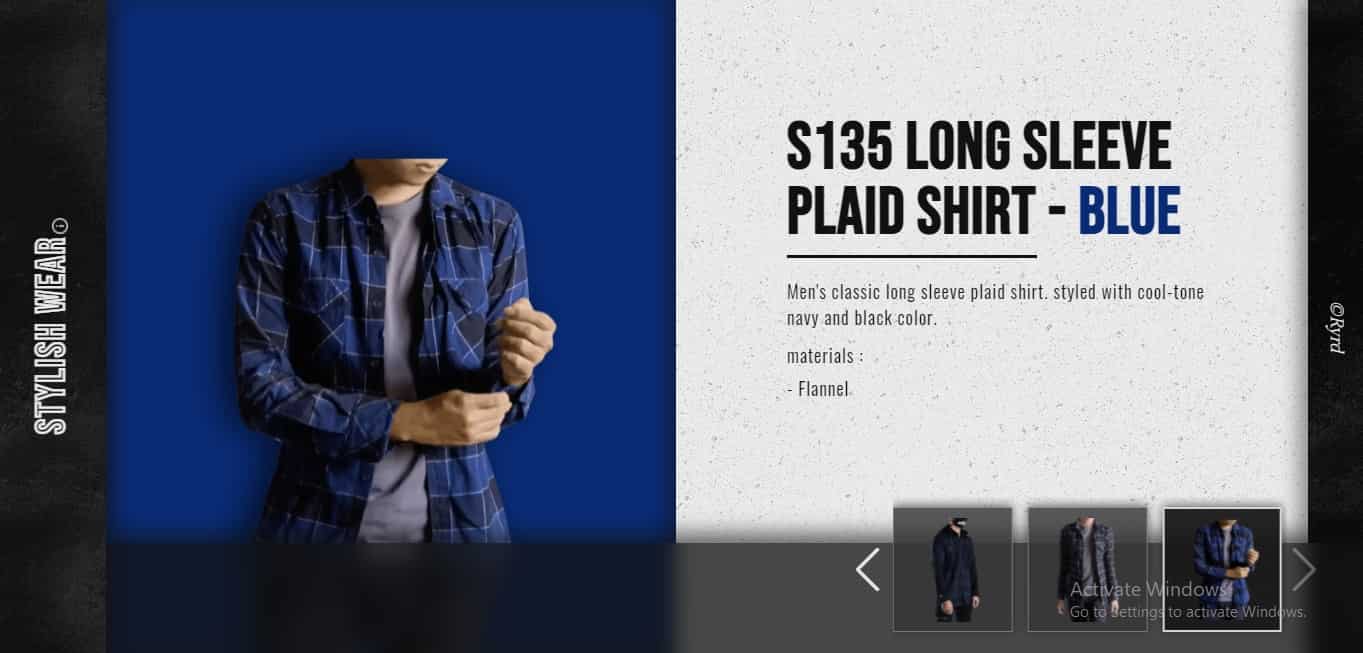 STYLISH WEAR
S135 LONG SLEEVE
PLAID SHIRT - BLUE
Men's classic long sleeve plaid shirt. styled with cool-tone
navy and black color.
materials :
- Flannel
©Ryrd
Activate Windows
Go to Settings to activate Windows.